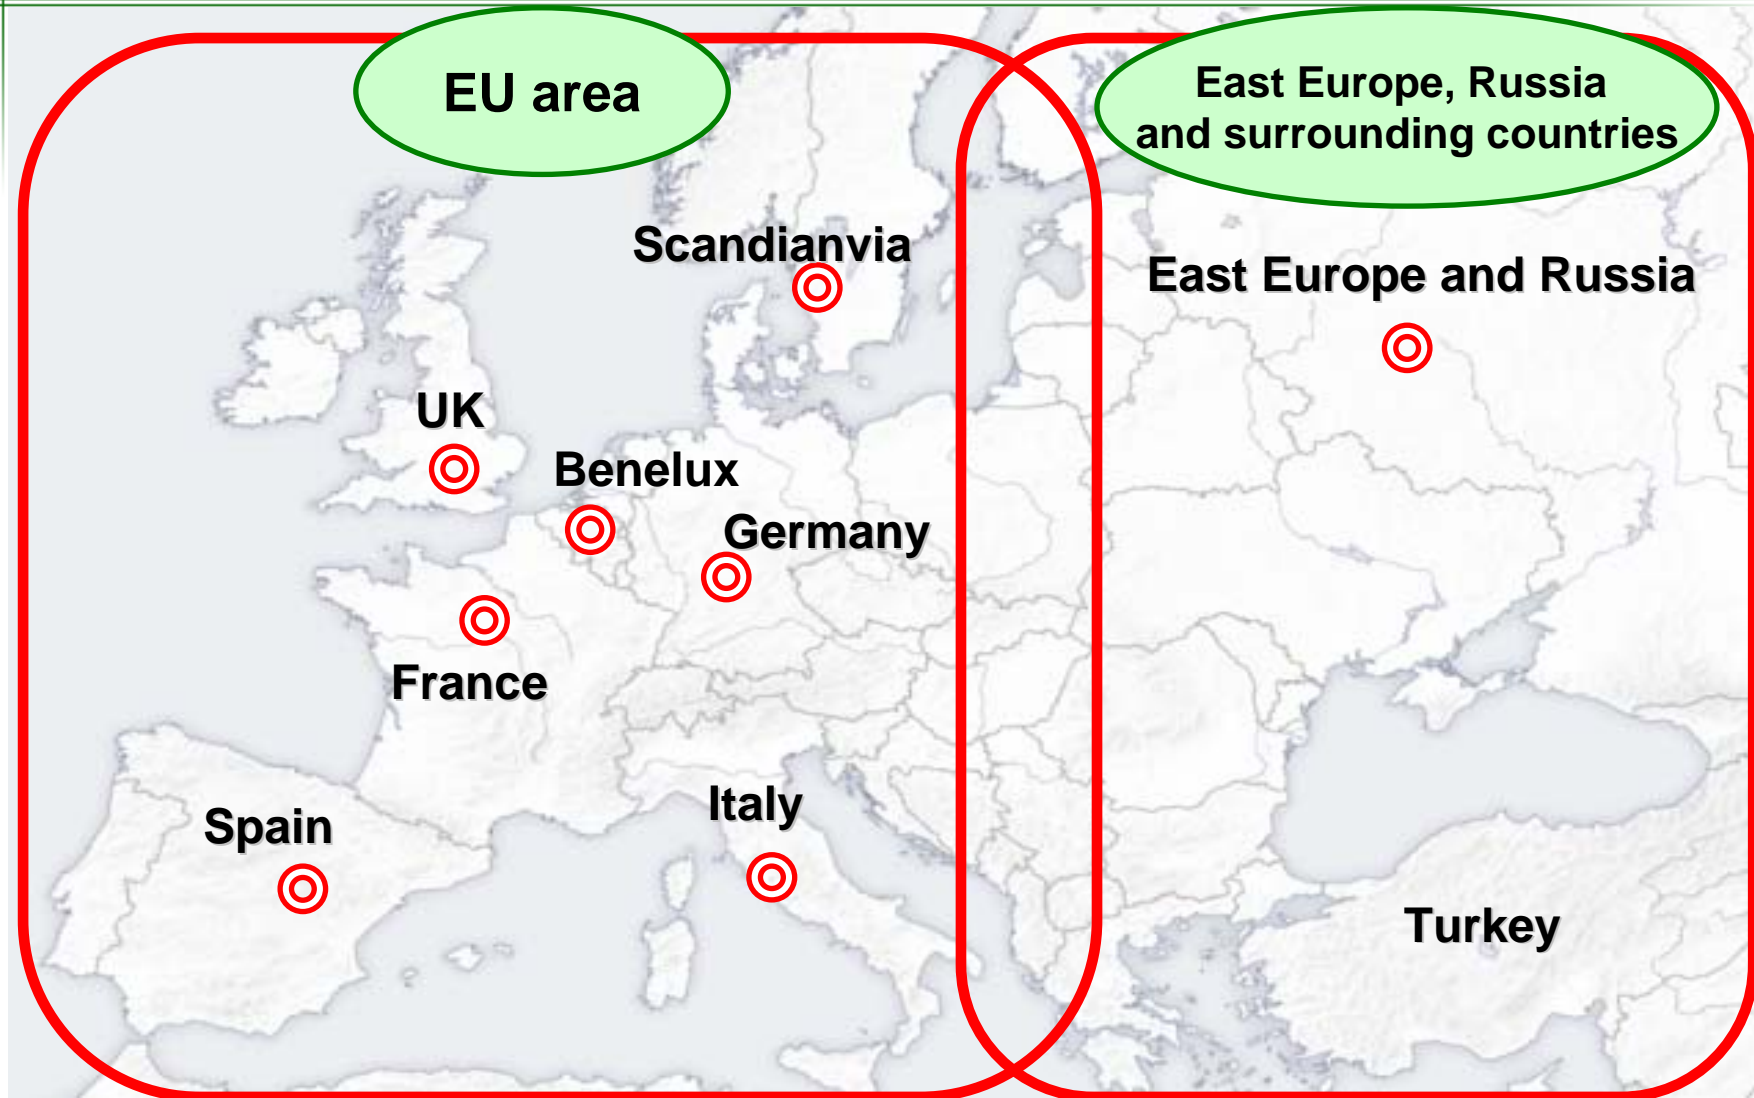 EU area
East Europe, Russia
and surrounding countries
Scandianvia
East Europe and Russia
UK
Benelux
Germany
France
Spain
Italy
Turkey